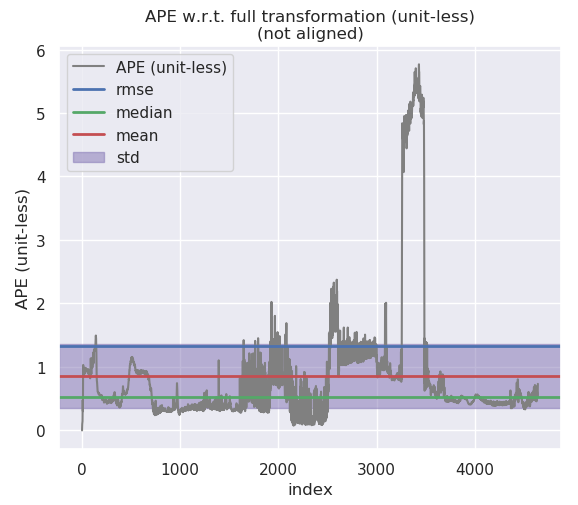 APE w.r.t. full transformation (unit-less)
(not aligned)
APE (unit-less)
rmse
median
mean
std
APE (unit-less)
6
5
4
3
2
1
0
0
1000
2000
3000
4000
index